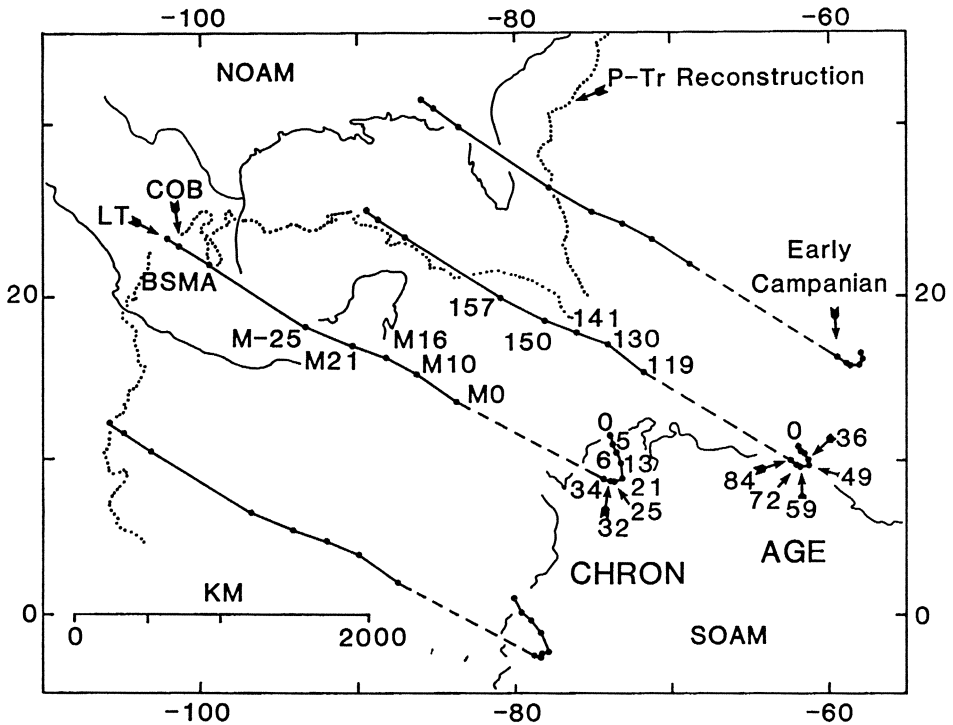 -100 -80 -60
NOAM
P-Tr Reconstruction
COB
LT
BSMA
Early
Campanian
20 20
157
141
150
130
M-25
M16
M21
M10
119
M0
0
5
6
13
34
21
25
32
0
36
84
49
72
59
AGE
CHRON
KM
0 2000
SOAM
0 0
-100 -80 -60